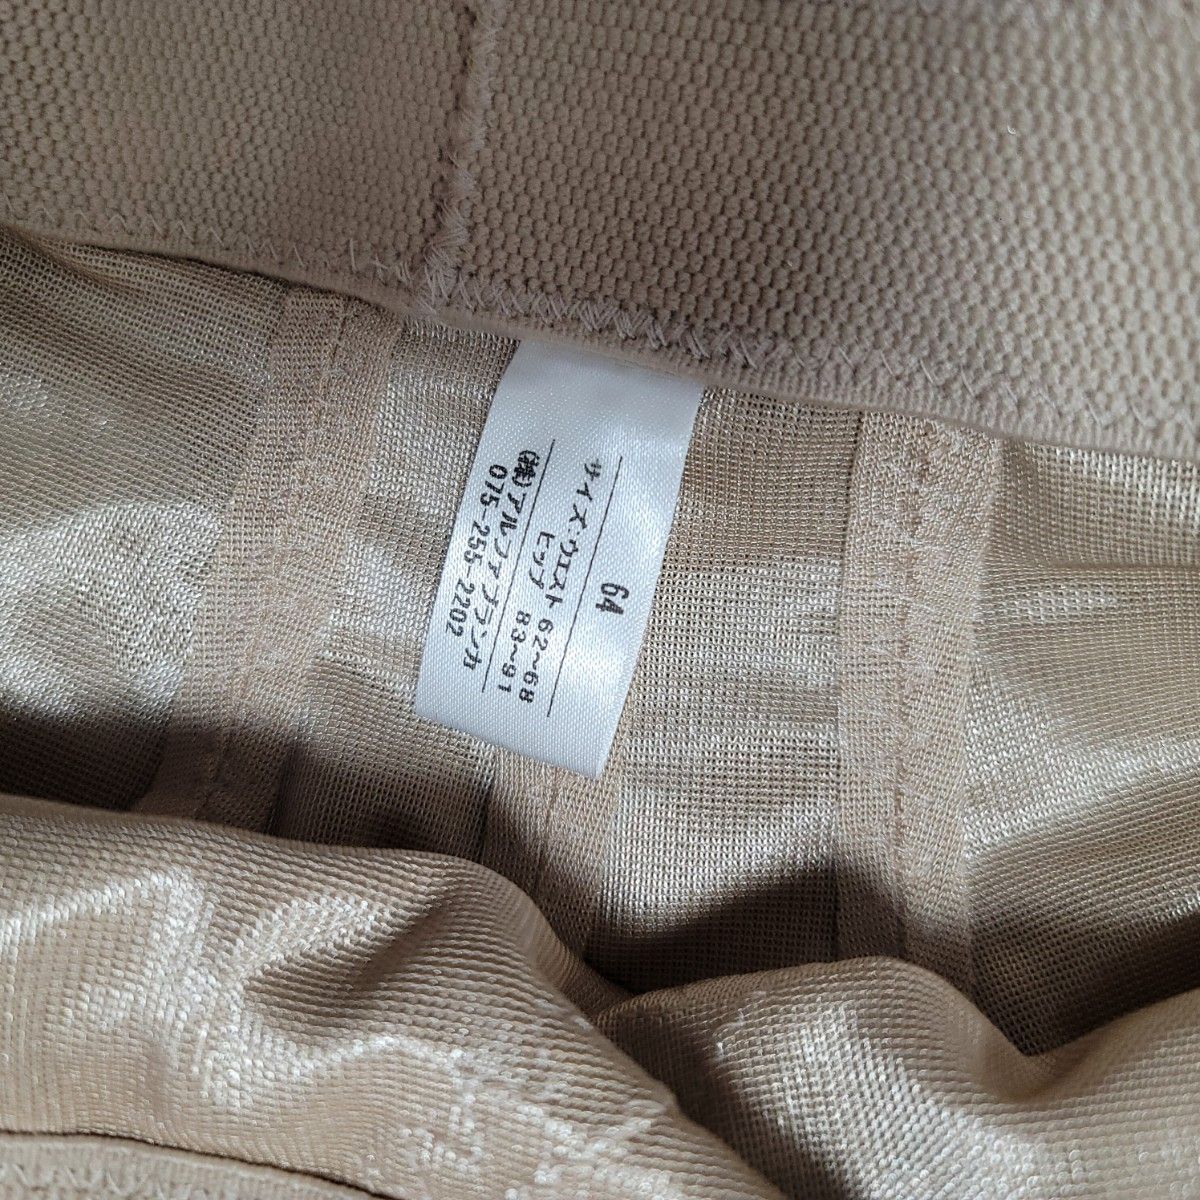 64
サイズ・ウエスト 62~68
ヒップ 83~91
(株)アルファブランカ
075-255-2202